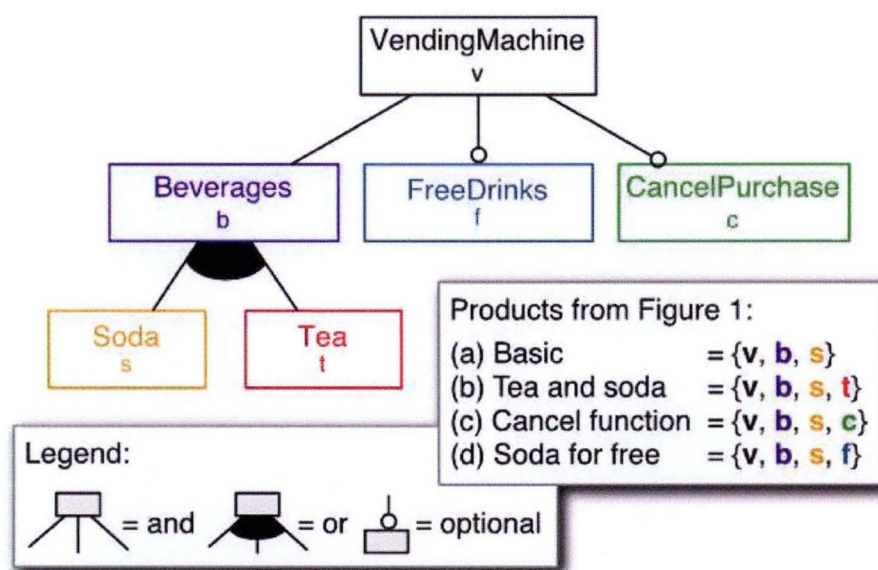 VendingMachine
v
Beverages
b
FreeDrinks
f
CancelPurchase
c
Soda
s
Tea
t
Products from Figure 1:
(a) Basic = {v, b, s}
(b) Tea and soda = {v, b, s, t}
(c) Cancel function = {v, b, s, c}
(d) Soda for free = {v, b, s, f}
Legend:
= and = or = optional